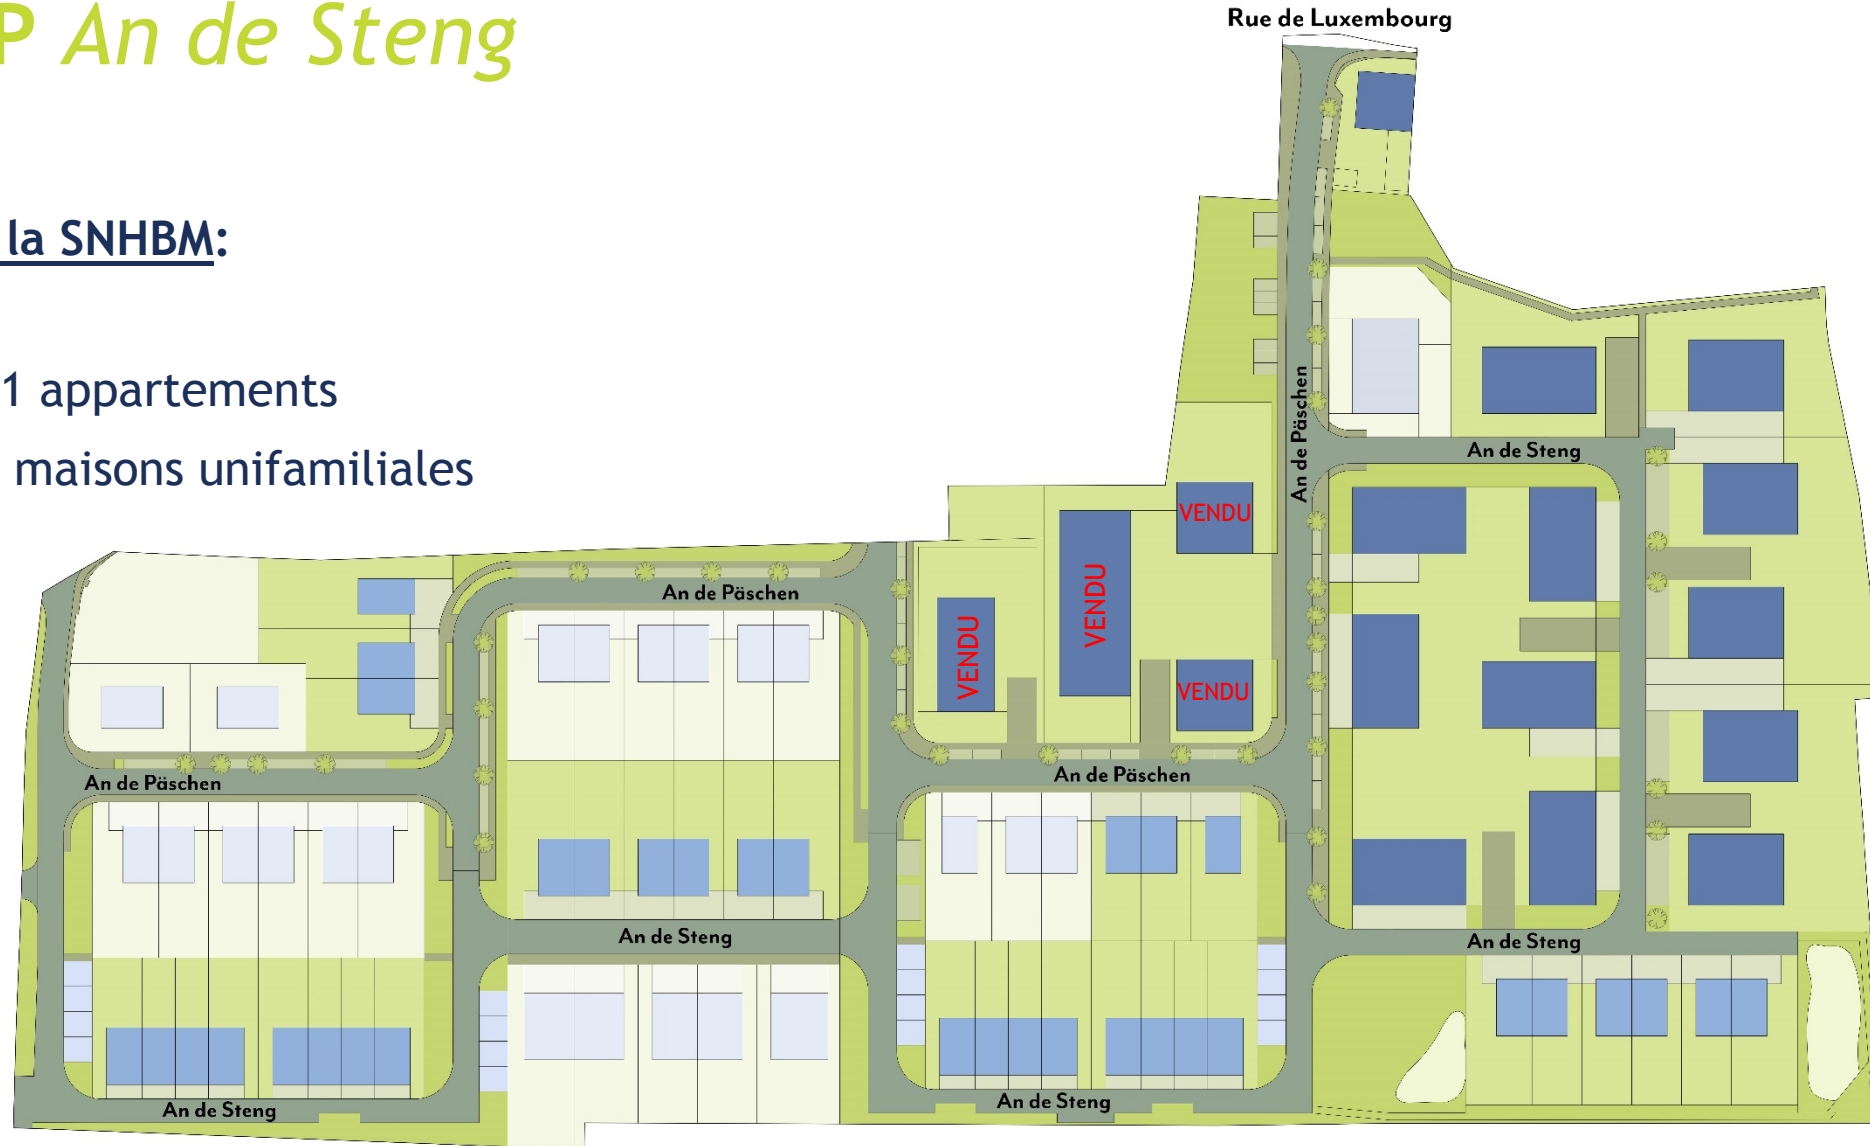 P An de Steng
la SNHBM:
1 appartements
maisons unifamiliales
Rue de Luxembourg
An de Päschen
An de Steng
VENDU
VENDU
VENDU
VENDU
An de Päschen
An de Päschen
An de Päschen
An de Steng
An de Steng
An de Steng
An de Steng